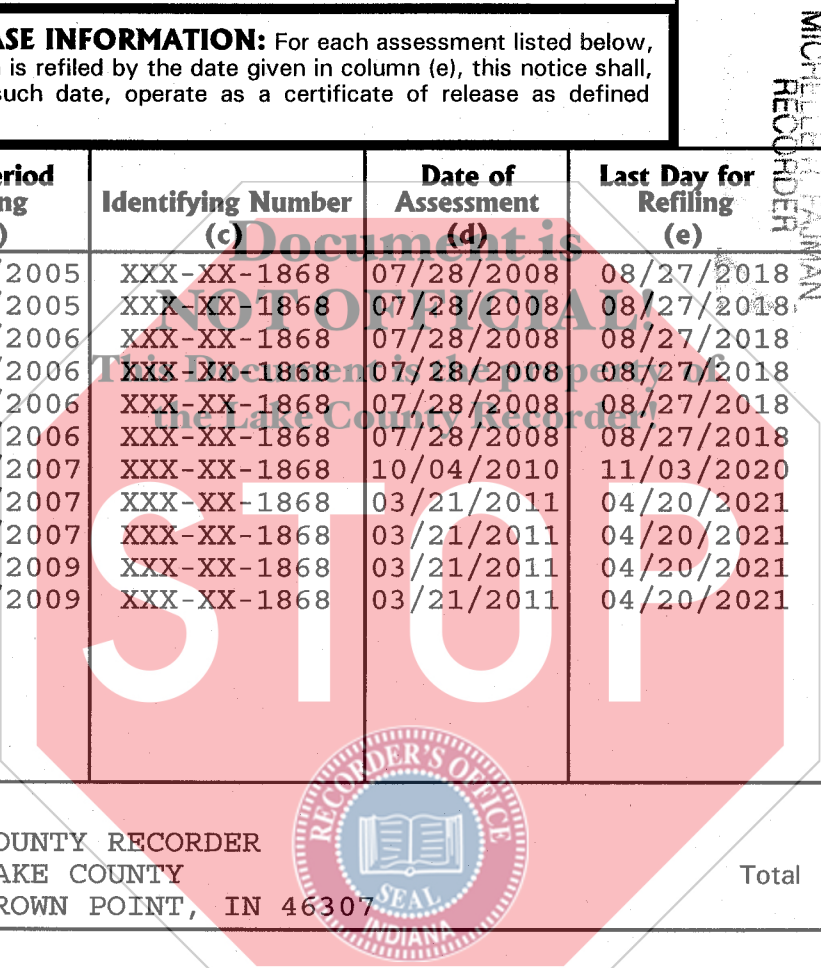 ASE INFORMATION: For each assessment listed below,
is refiled by the date given in column (e), this notice shall,
such date, operate as a certificate of release as defined
RECORDER
eriod Identifying Number Date of Assessment Last Day for Refiling
ng (c) (d) (e)
/2005 XXX-XX-1868 07/28/2008 08/27/2018
/2005 XXX-XX-1868 07/28/2008 08/27/2018
/2006 XXX-XX-1868 07/28/2008 08/27/2018
/2006 XXX-XX-1868 07/28/2008 08/27/2018
/2006 XXX-XX-1868 07/28/2008 08/27/2018
/2006 XXX-XX-1868 07/28/2008 08/27/2018
/2007 XXX-XX-1868 10/04/2010 11/03/2020
/2007 XXX-XX-1868 03/21/2011 04/20/2021
/2007 XXX-XX-1868 03/21/2011 04/20/2021
/2009 XXX-XX-1868 03/21/2011 04/20/2021
/2009 XXX-XX-1868 03/21/2011 04/20/2021
Document is
NOT OFFICIAL!
This Document is the property of
the Lake County Recorder!
STOP
RECORDER'S OFFICE
SEAL
INDIANA
OUNTY RECORDER
AKE COUNTY
ROWN POINT, IN 46307
Total